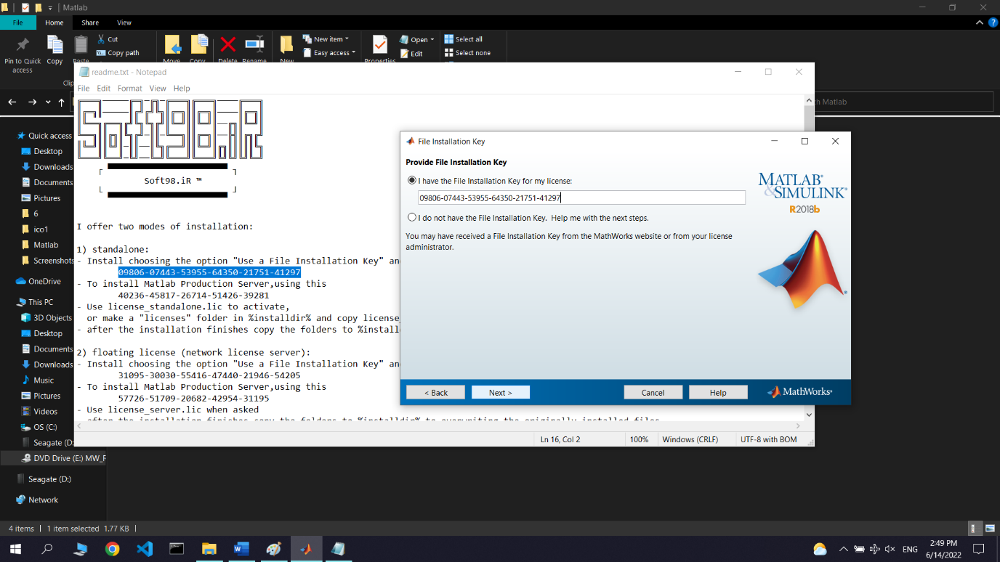 Matlab
File Home Share View
Pin to Quick access
Copy
Paste
Cut
Copy path
Move
Copy
Delete
Rename
New
New item
Easy access
Properties
Open
Edit
Select all
Select none
readme.txt - Notepad
File Edit Format View Help
Soft98.iR
Soft98.iR ™
I offer two modes of installation:
1) standalone:
- Install choosing the option "Use a File Installation Key" an
09806-07443-53955-64350-21751-41297
- To install Matlab Production Server,using this
40236-45817-26714-51426-39281
- Use license_standalone.lic to activate,
or make a "licenses" folder in %installdir% and copy license_
- after the installation finishes copy the folders to %install
2) floating license (network license server):
- Install choosing the option "Use a File Installation Key" an
31095-30030-55416-47440-21946-54205
- To install Matlab Production Server,using this
57726-51709-20682-42954-31195
- Use license_server.lic when asked
after the installation finishes copy the folders to %installdir% to overwriting the originally installed files
Ln 16, Col 2 100% Windows (CRLF) UTF-8 with BOM
File Installation Key
Provide File Installation Key
I have the File Installation Key for my license:
09806-07443-53955-64350-21751-41297
I do not have the File Installation Key. Help me with the next steps.
You may have received a File Installation Key from the MathWorks website or from your license
administrator.
MATLAB®
&SIMULINK®
R2018b
< Back Next > Cancel Help MathWorks®
Matlab
Quick access
Desktop
Downloads
Documents
Pictures
6
ico1
Matlab
Screenshots
OneDrive
This PC
3D Objects
Desktop
Documents
Downloads
Music
Pictures
Videos
OS (C:)
Seagate (D:
DVD Drive (E:) MW_R
Seagate (D:)
Network
4 items 1 item selected 1.77 KB
ENG
2:49 PM
6/14/2022